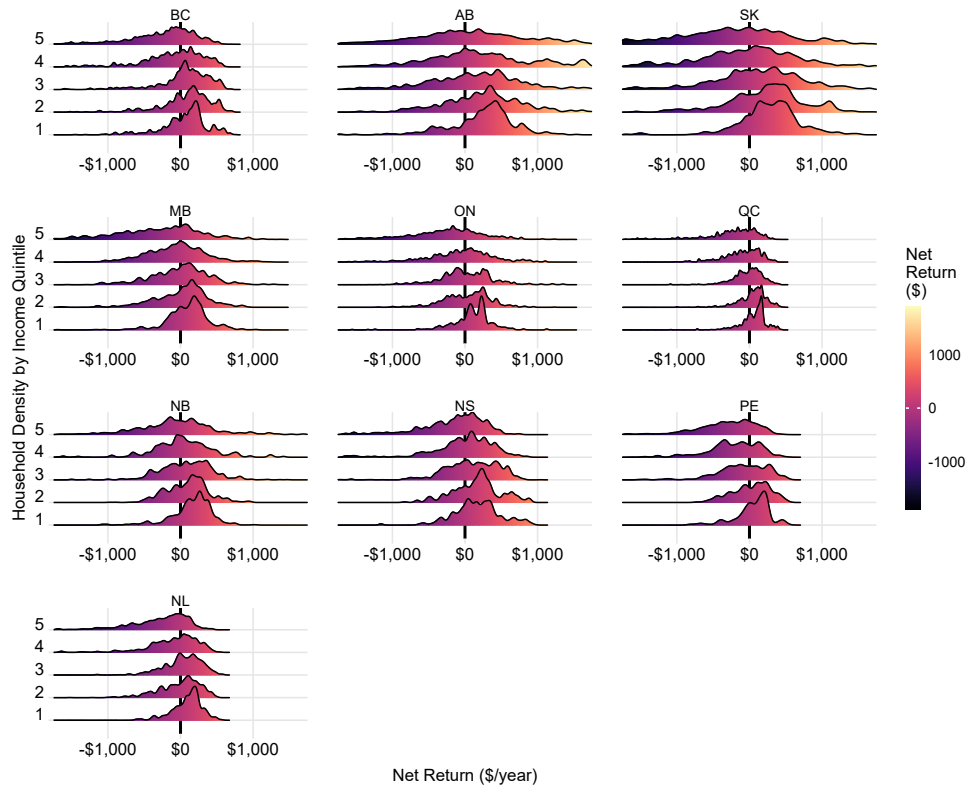 BC AB SK
5
4
3
2
1
-$1,000 $0 $1,000 -$1,000 $0 $1,000 -$1,000 $0 $1,000
MB ON QC
5
4
3
2
1
-$1,000 $0 $1,000 -$1,000 $0 $1,000 -$1,000 $0 $1,000
NB NS PE
5
4
3
2
1
-$1,000 $0 $1,000 -$1,000 $0 $1,000 -$1,000 $0 $1,000
NL
5
4
3
2
1
-$1,000 $0 $1,000
Net Return ($/year)
Household Density by Income Quintile
Net
Return
($)
1000
0
-1000